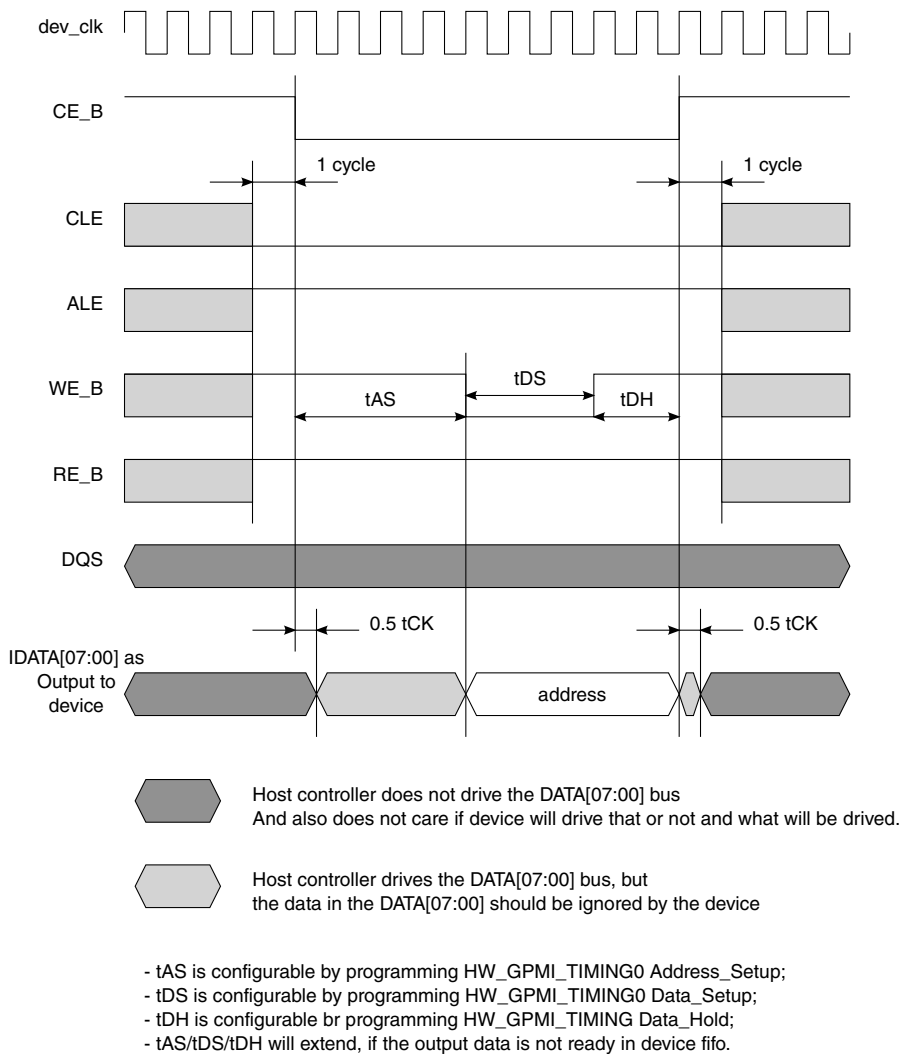 dev_clk
CE_B
1 cycle 1 cycle
CLE
ALE
WE_B
tDS
tAS tDH
RE_B
DQS
0.5 tCK 0.5 tCK
IDATA[07:00] as
Output to
device
address
Host controller does not drive the DATA[07:00] bus
And also does not care if device will drive that or not and what will be drived.
Host controller drives the DATA[07:00] bus, but
the data in the DATA[07:00] should be ignored by the device
- tAS is configurable by programming HW_GPMI_TIMING0 Address_Setup;
- tDS is configurable by programming HW_GPMI_TIMING0 Data_Setup;
- tDH is configurable br programming HW_GPMI_TIMING Data_Hold;
- tAS/tDS/tDH will extend, if the output data is not ready in device fifo.